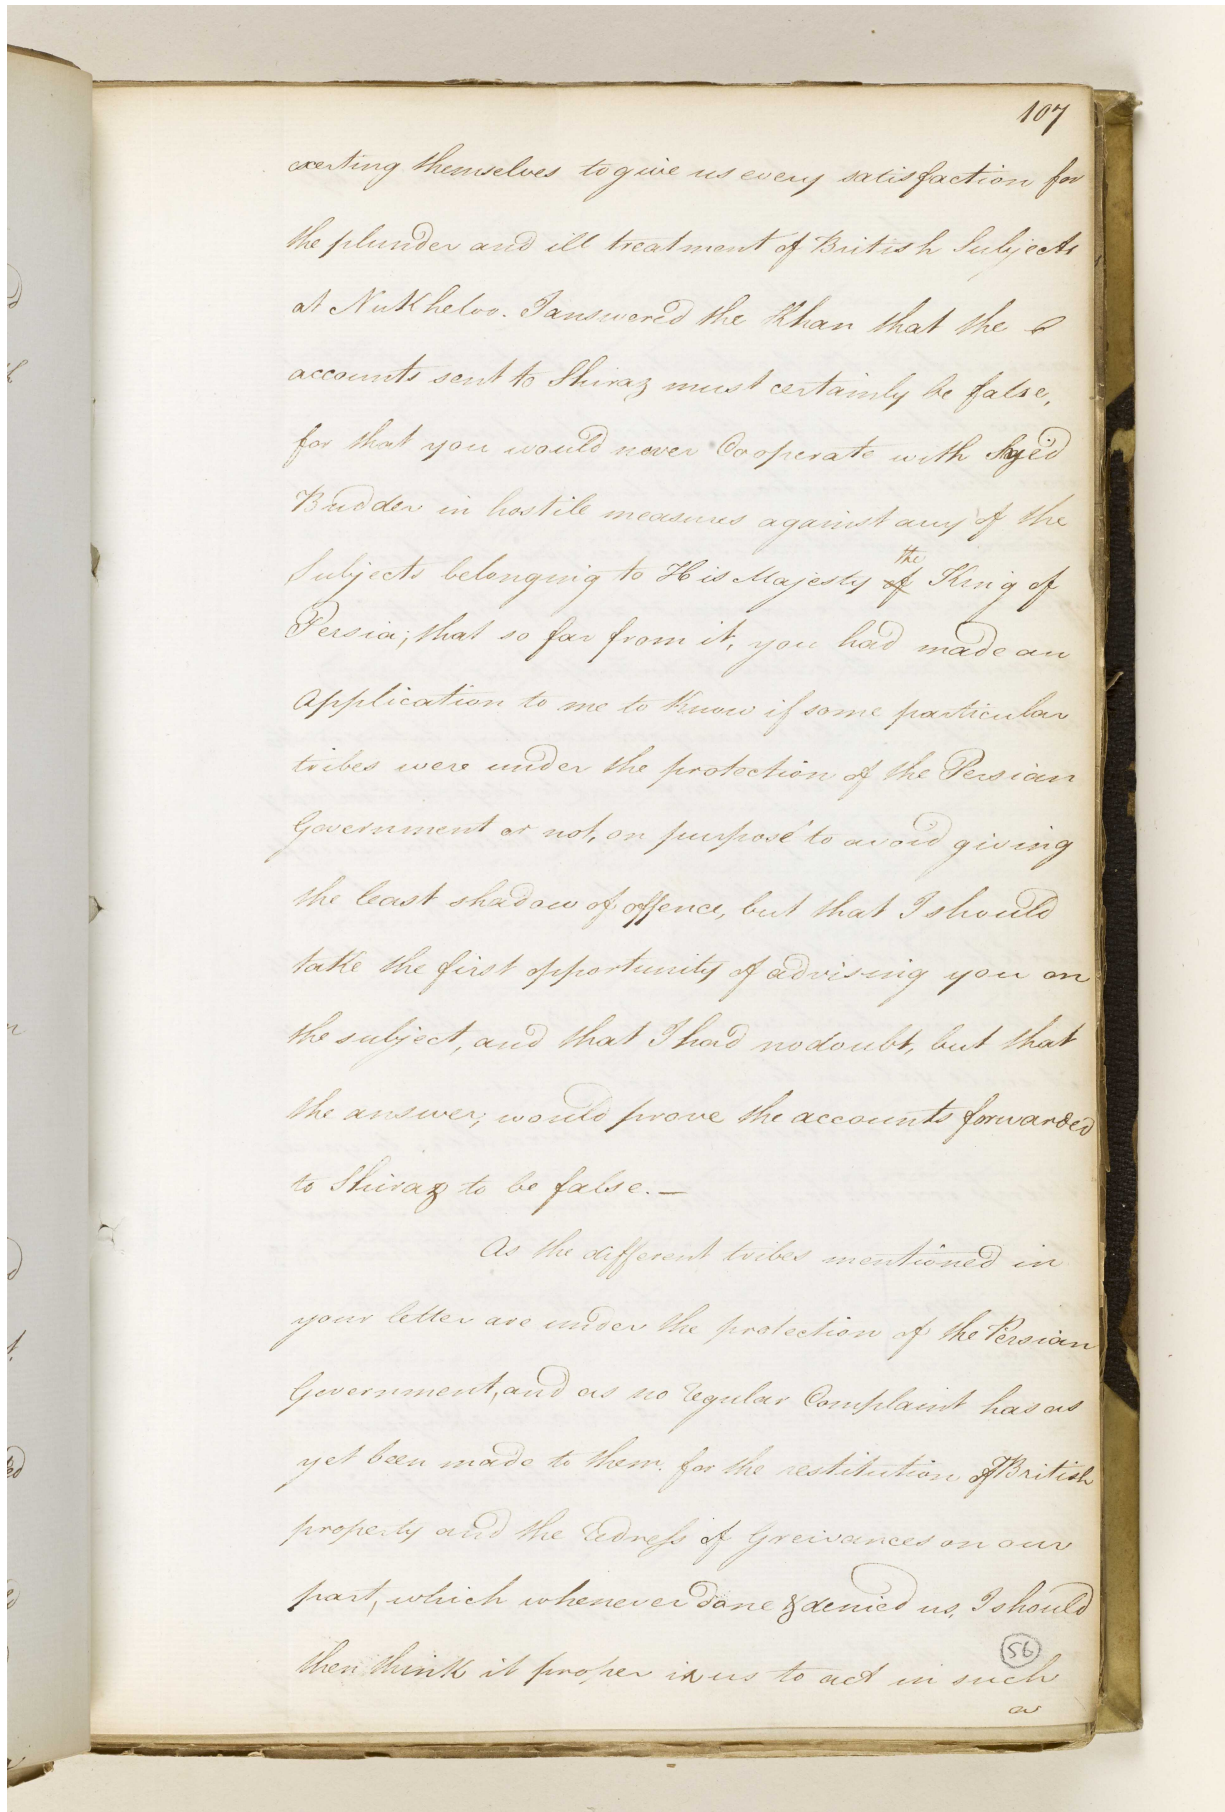 107
exerting themselves to give us every satisfaction for
the plunder and ill treatment of British Subjects
at Nukheloo. I answered the Khan that the
accounts sent to Shiraz must certainly be false,
for that you would never Cooperate with Syed
Budder in hostile measures against any of the
Subjects belonging to His Majesty of the King of
Persia; that so far from it, you had made an
application to me to know if some particular
tribes were under the protection of the Persian
Government or not, on purpose to avoid giving
the least shadow of offence, but that I should
take the first opportunity of advising you on
the subject, and that I had no doubt, but that
the answer, would prove the accounts forwarded
to Shiraz to be false. —
As the different tribes mentioned in
your letter are under the protection of the Persian
Government, and as no regular Complaint has as
yet been made to them for the restitution of British
property and the redress of Greivances on our
part, which whenever done & denied us, I should
then think it proper in us to act in such
56
a